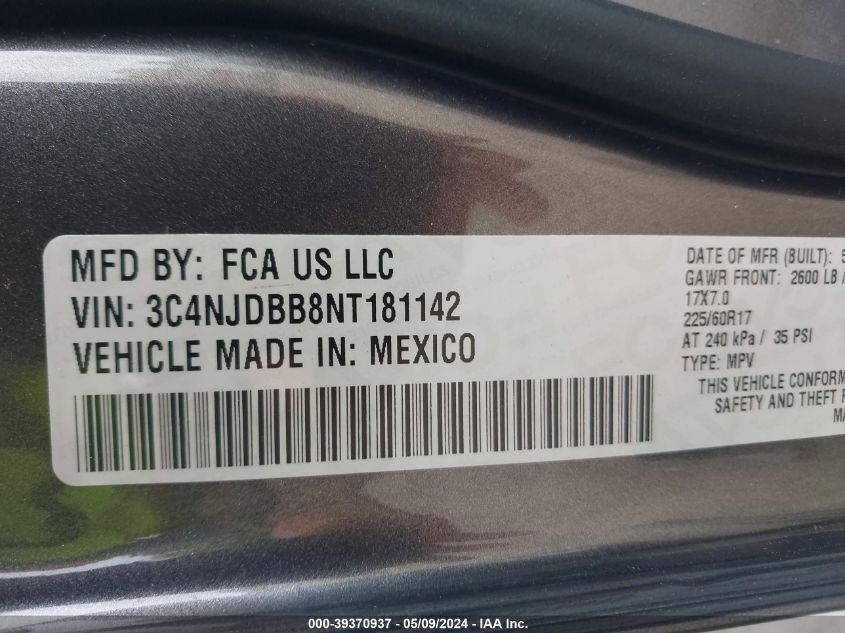 MFD BY: FCA US LLC
VIN: 3C4NJDBB8NT181142
VEHICLE MADE IN: MEXICO
DATE OF MFR (BUILT): 5
GAWR FRONT: 2600 LB /
17X7.0
225/60R17
AT 240 kPa / 35 PSI
TYPE: MPV
THIS VEHICLE CONFORM
SAFETY AND THEFT
MA
000-39370937 - 05/09/2024 - IAA Inc.